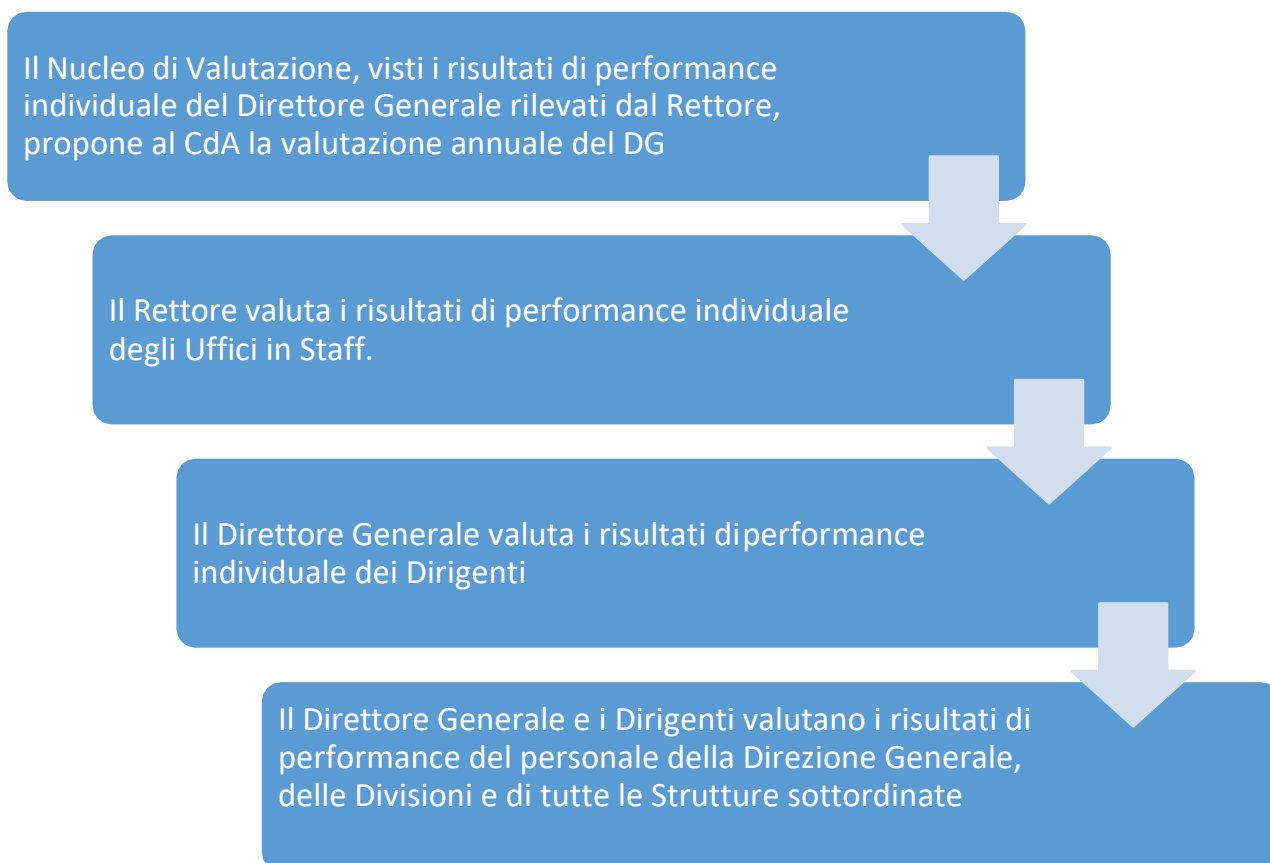 Il Nucleo di Valutazione, visti i risultati di performance
individuale del Direttore Generale rilevati dal Rettore,
propone al CdA la valutazione annuale del DG
Il Rettore valuta i risultati di performance individuale
degli Uffici in Staff.
Il Direttore Generale valuta i risultati diperformance
individuale dei Dirigenti
Il Direttore Generale e i Dirigenti valutano i risultati di
performance del personale della Direzione Generale,
delle Divisioni e di tutte le Strutture sottordinate